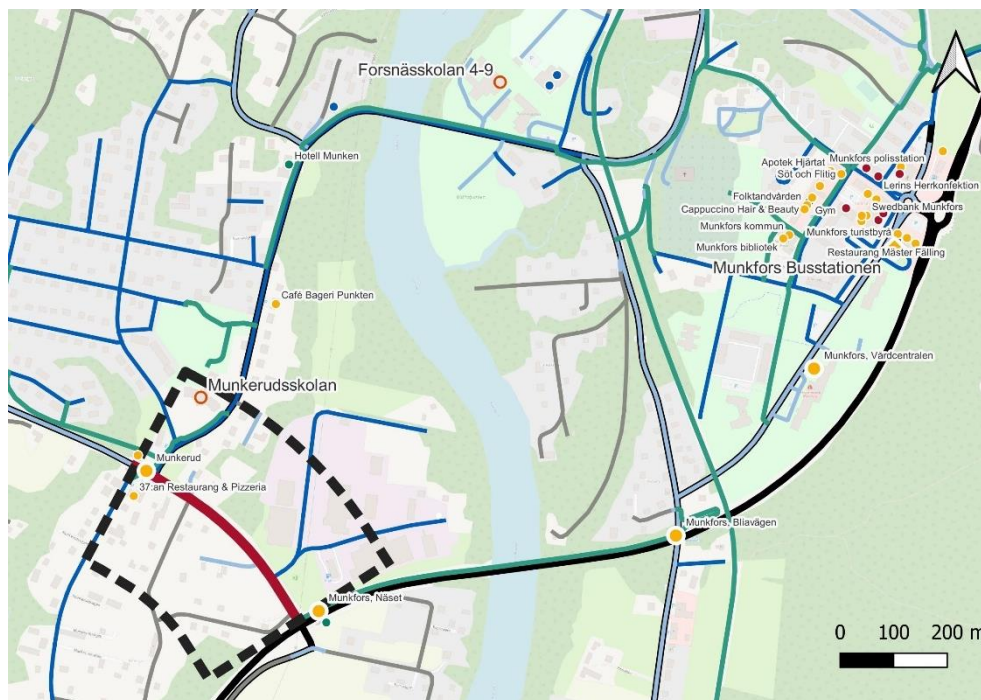 Forsnässkolan 4-9
Hotell Munken
Apotek Hjärtat
Munkfors polisstation
Söt och Flitig
Lerins Herrkonfektion
Folktandvården
Swedbank Munkfors
Cappuccino Hair & Beauty
Gym
Munkfors kommun
Munkfors turistbyrå
Munkfors bibliotek
Restaurang Mäster Fälling
Munkfors Busstationen
Café Bageri Punkten
Munkfors, Vårdcentralen
Munkerudsskolan
Munkerud
37:an Restaurang & Pizzeria
Munkfors, Bliavägen
Munkfors, Näset
0 100 200 m